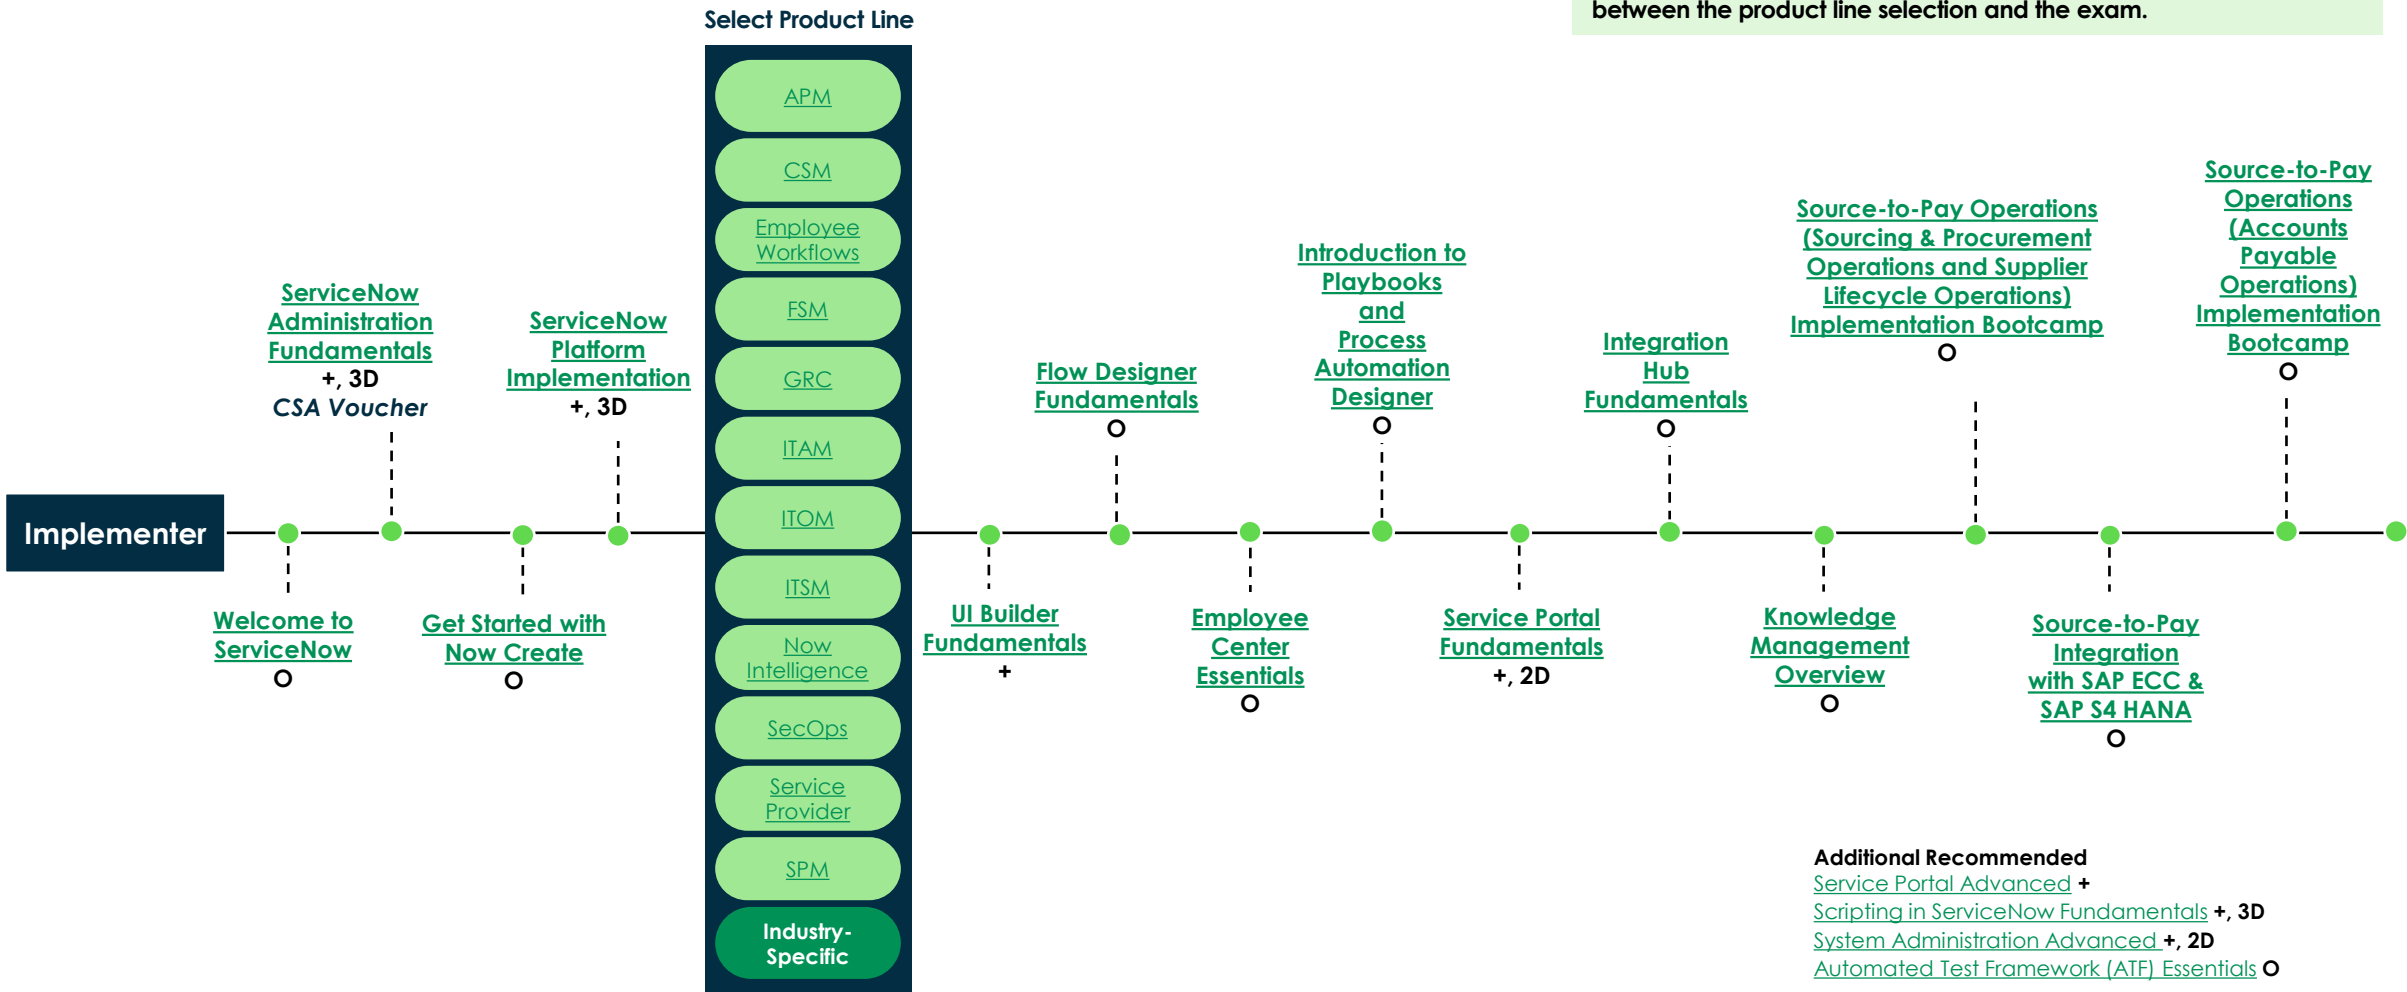 between the product line selection and the exam.
Select Product Line
APM
CSM
Employee
Workflows
FSM
GRC
ITAM
ITOM
ITSM
Now
Intelligence
SecOps
Service
Provider
SPM
Industry-
Specific
Implementer
Welcome to
ServiceNow
O
ServiceNow
Administration
Fundamentals
+, 3D
CSA Voucher
Get Started with
Now Create
O
ServiceNow
Platform
Implementation
+, 3D
UI Builder
Fundamentals
+
Flow Designer
Fundamentals
O
Employee
Center
Essentials
O
Introduction to
Playbooks
and
Process
Automation
Designer
O
Service Portal
Fundamentals
+, 2D
Integration
Hub
Fundamentals
O
Knowledge
Management
Overview
O
Source-to-Pay Operations
(Sourcing & Procurement
Operations and Supplier
Lifecycle Operations)
Implementation Bootcamp
O
Source-to-Pay
Integration
with SAP ECC &
SAP S4 HANA
O
Source-to-Pay
Operations
(Accounts
Payable
Operations)
Implementation
Bootcamp
O
Additional Recommended
Service Portal Advanced +
Scripting in ServiceNow Fundamentals +, 3D
System Administration Advanced +, 2D
Automated Test Framework (ATF) Essentials O